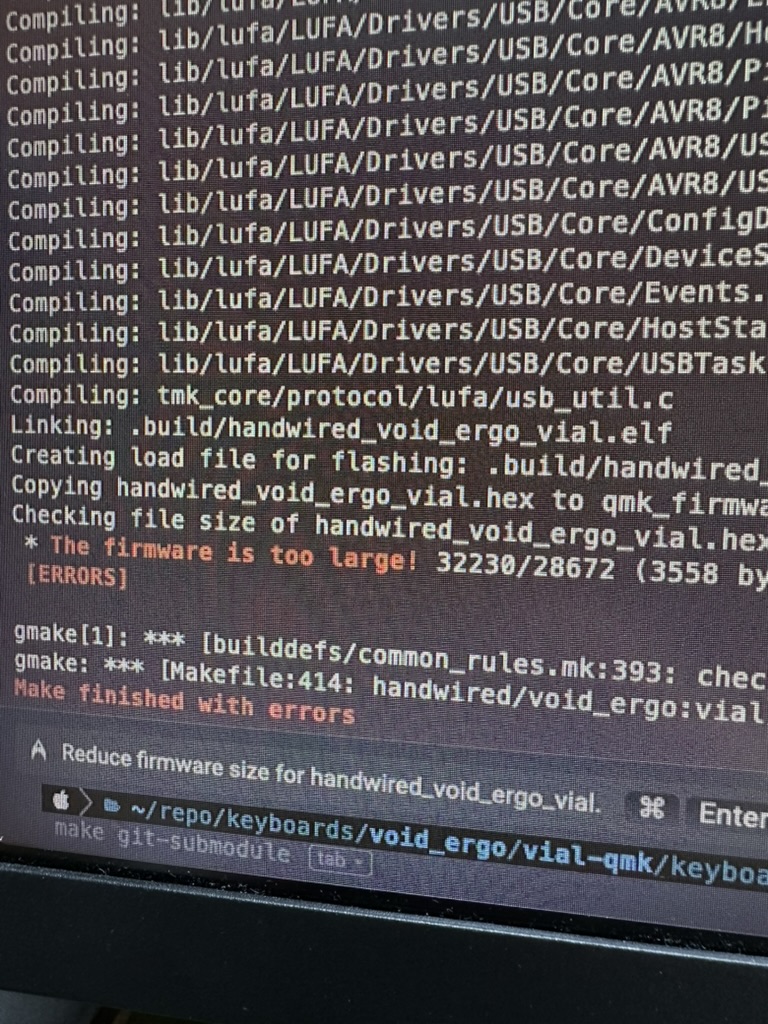 Compiling:
Compiling: lib/lufa/LUFA/Drivers/USB/Core/AVR8/
Compiling: lib/lufa/LUFA/Drivers/USB/Core/AVR8/
Compiling: lib/lufa/LUFA/Drivers/USB/Core/AVR8/P
Compiling: lib/lufa/LUFA/Drivers/USB/Core/AVR8/Pi
Compiling: lib/lufa/LUFA/Drivers/USB/Core/AVR8/US
Compiling: lib/lufa/LUFA/Drivers/USB/Core/AVR8/US
Compiling: lib/lufa/LUFA/Drivers/USB/Core/ConfigD
Compiling: lib/lufa/LUFA/Drivers/USB/Core/DeviceS
Compiling: lib/lufa/LUFA/Drivers/USB/Core/Events.
Compiling: lib/lufa/LUFA/Drivers/USB/Core/HostSta
Compiling: lib/lufa/LUFA/Drivers/USB/Core/USBTask
Compiling: tmk_core/protocol/lufa/usb_util.c
Linking: .build/handwired_void_ergo_vial.elf
Creating load file for flashing: .build/handwired_
Copying handwired_void_ergo_vial.hex to qmk_firmwa
Checking file size of handwired_void_ergo_vial.hex
* The firmware is too large! 32230/28672 (3558 by
[ERRORS]
gmake[1]: *** [builddefs/common_rules.mk:393: chec
gmake: *** [Makefile:414: handwired/void_ergo:vial
Make finished with errors
Reduce firmware size for handwired_void_ergo_vial. ⌘ Enter
~/repo/keyboards/void_ergo/vial-qmk/keyboa
make git-submodule tab